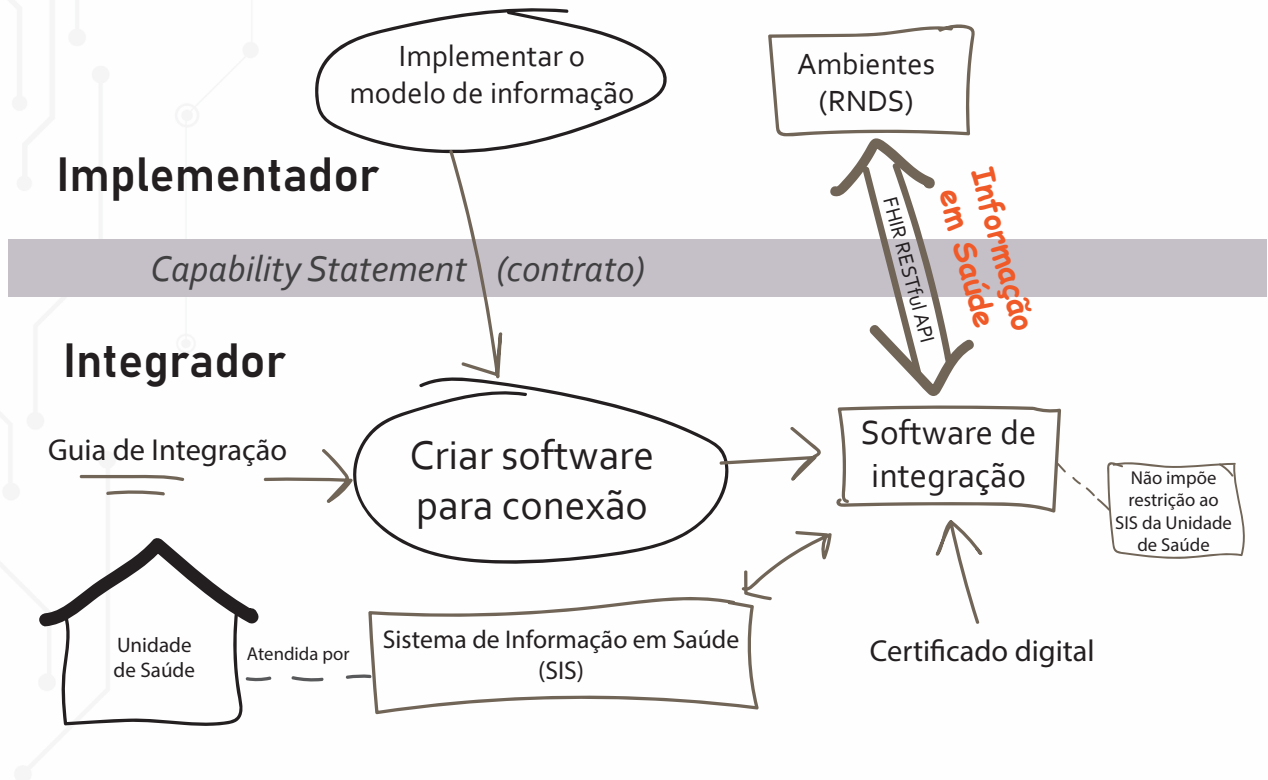 Implementar o
modelo de informação
Ambientes
(RNDS)
Implementador
FHIR RESTful API
Informação
em Saúde
Capability Statement (contrato)
Integrador
Guia de Integração
Criar software
para conexão
Software de
integração
Não impõe
restrição ao
SIS da Unidade
de Saúde
Unidade
de Saúde
Atendida por
Sistema de Informação em Saúde
(SIS)
Certificado digital